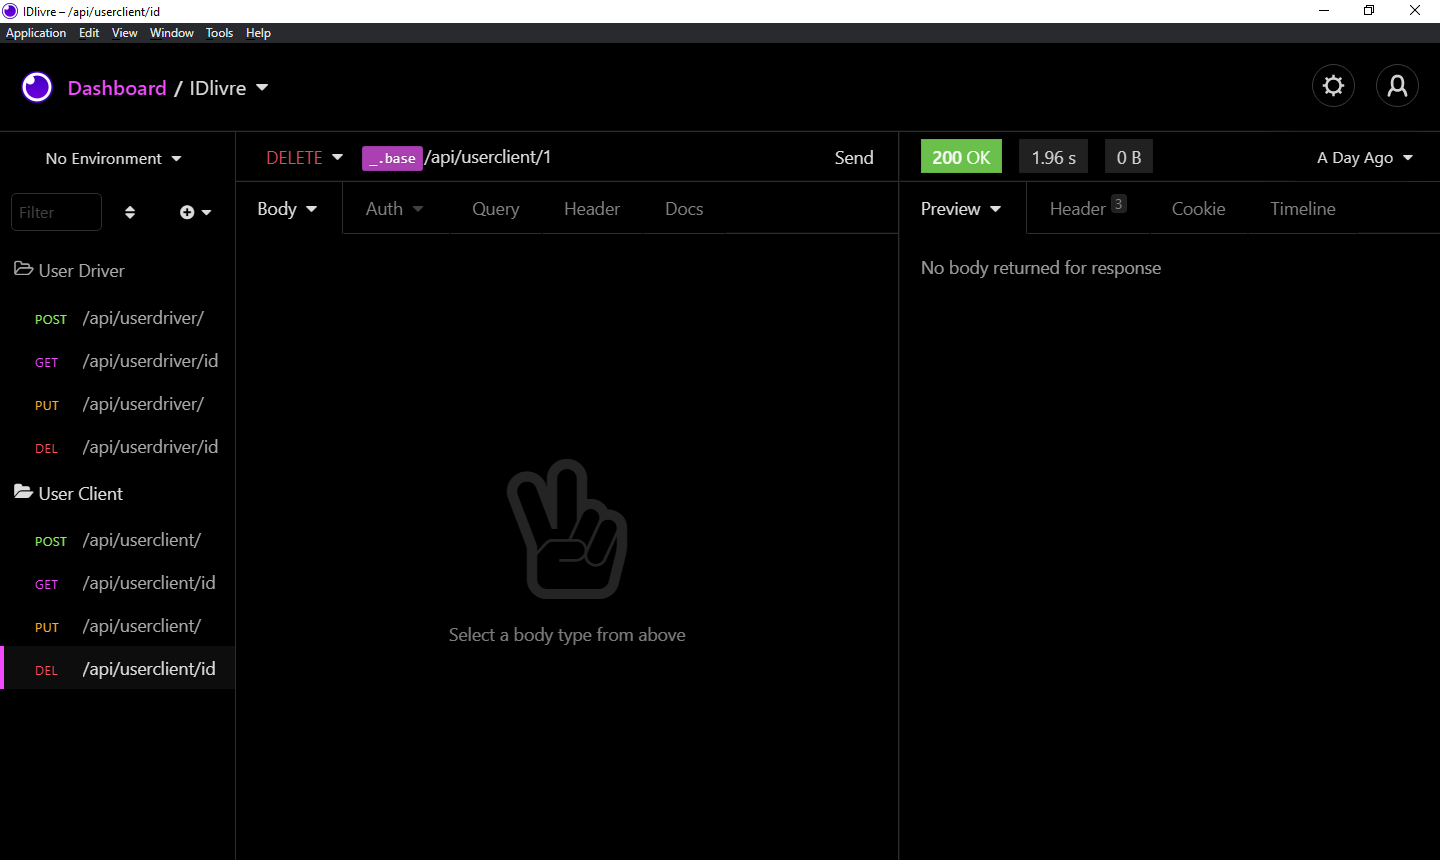 IDlivre – /api/userclient/id
Application Edit View Window Tools Help
Dashboard / IDlivre
No Environment
DELETE _.base/api/userclient/1 Send
200 OK 1.96 s 0 B A Day Ago
Filter
Body Auth Query Header Docs
Preview Header 3 Cookie Timeline
User Driver
POST /api/userdriver/
GET /api/userdriver/id
PUT /api/userdriver/
DEL /api/userdriver/id
User Client
POST /api/userclient/
GET /api/userclient/id
PUT /api/userclient/
DEL /api/userclient/id
Select a body type from above
No body returned for response